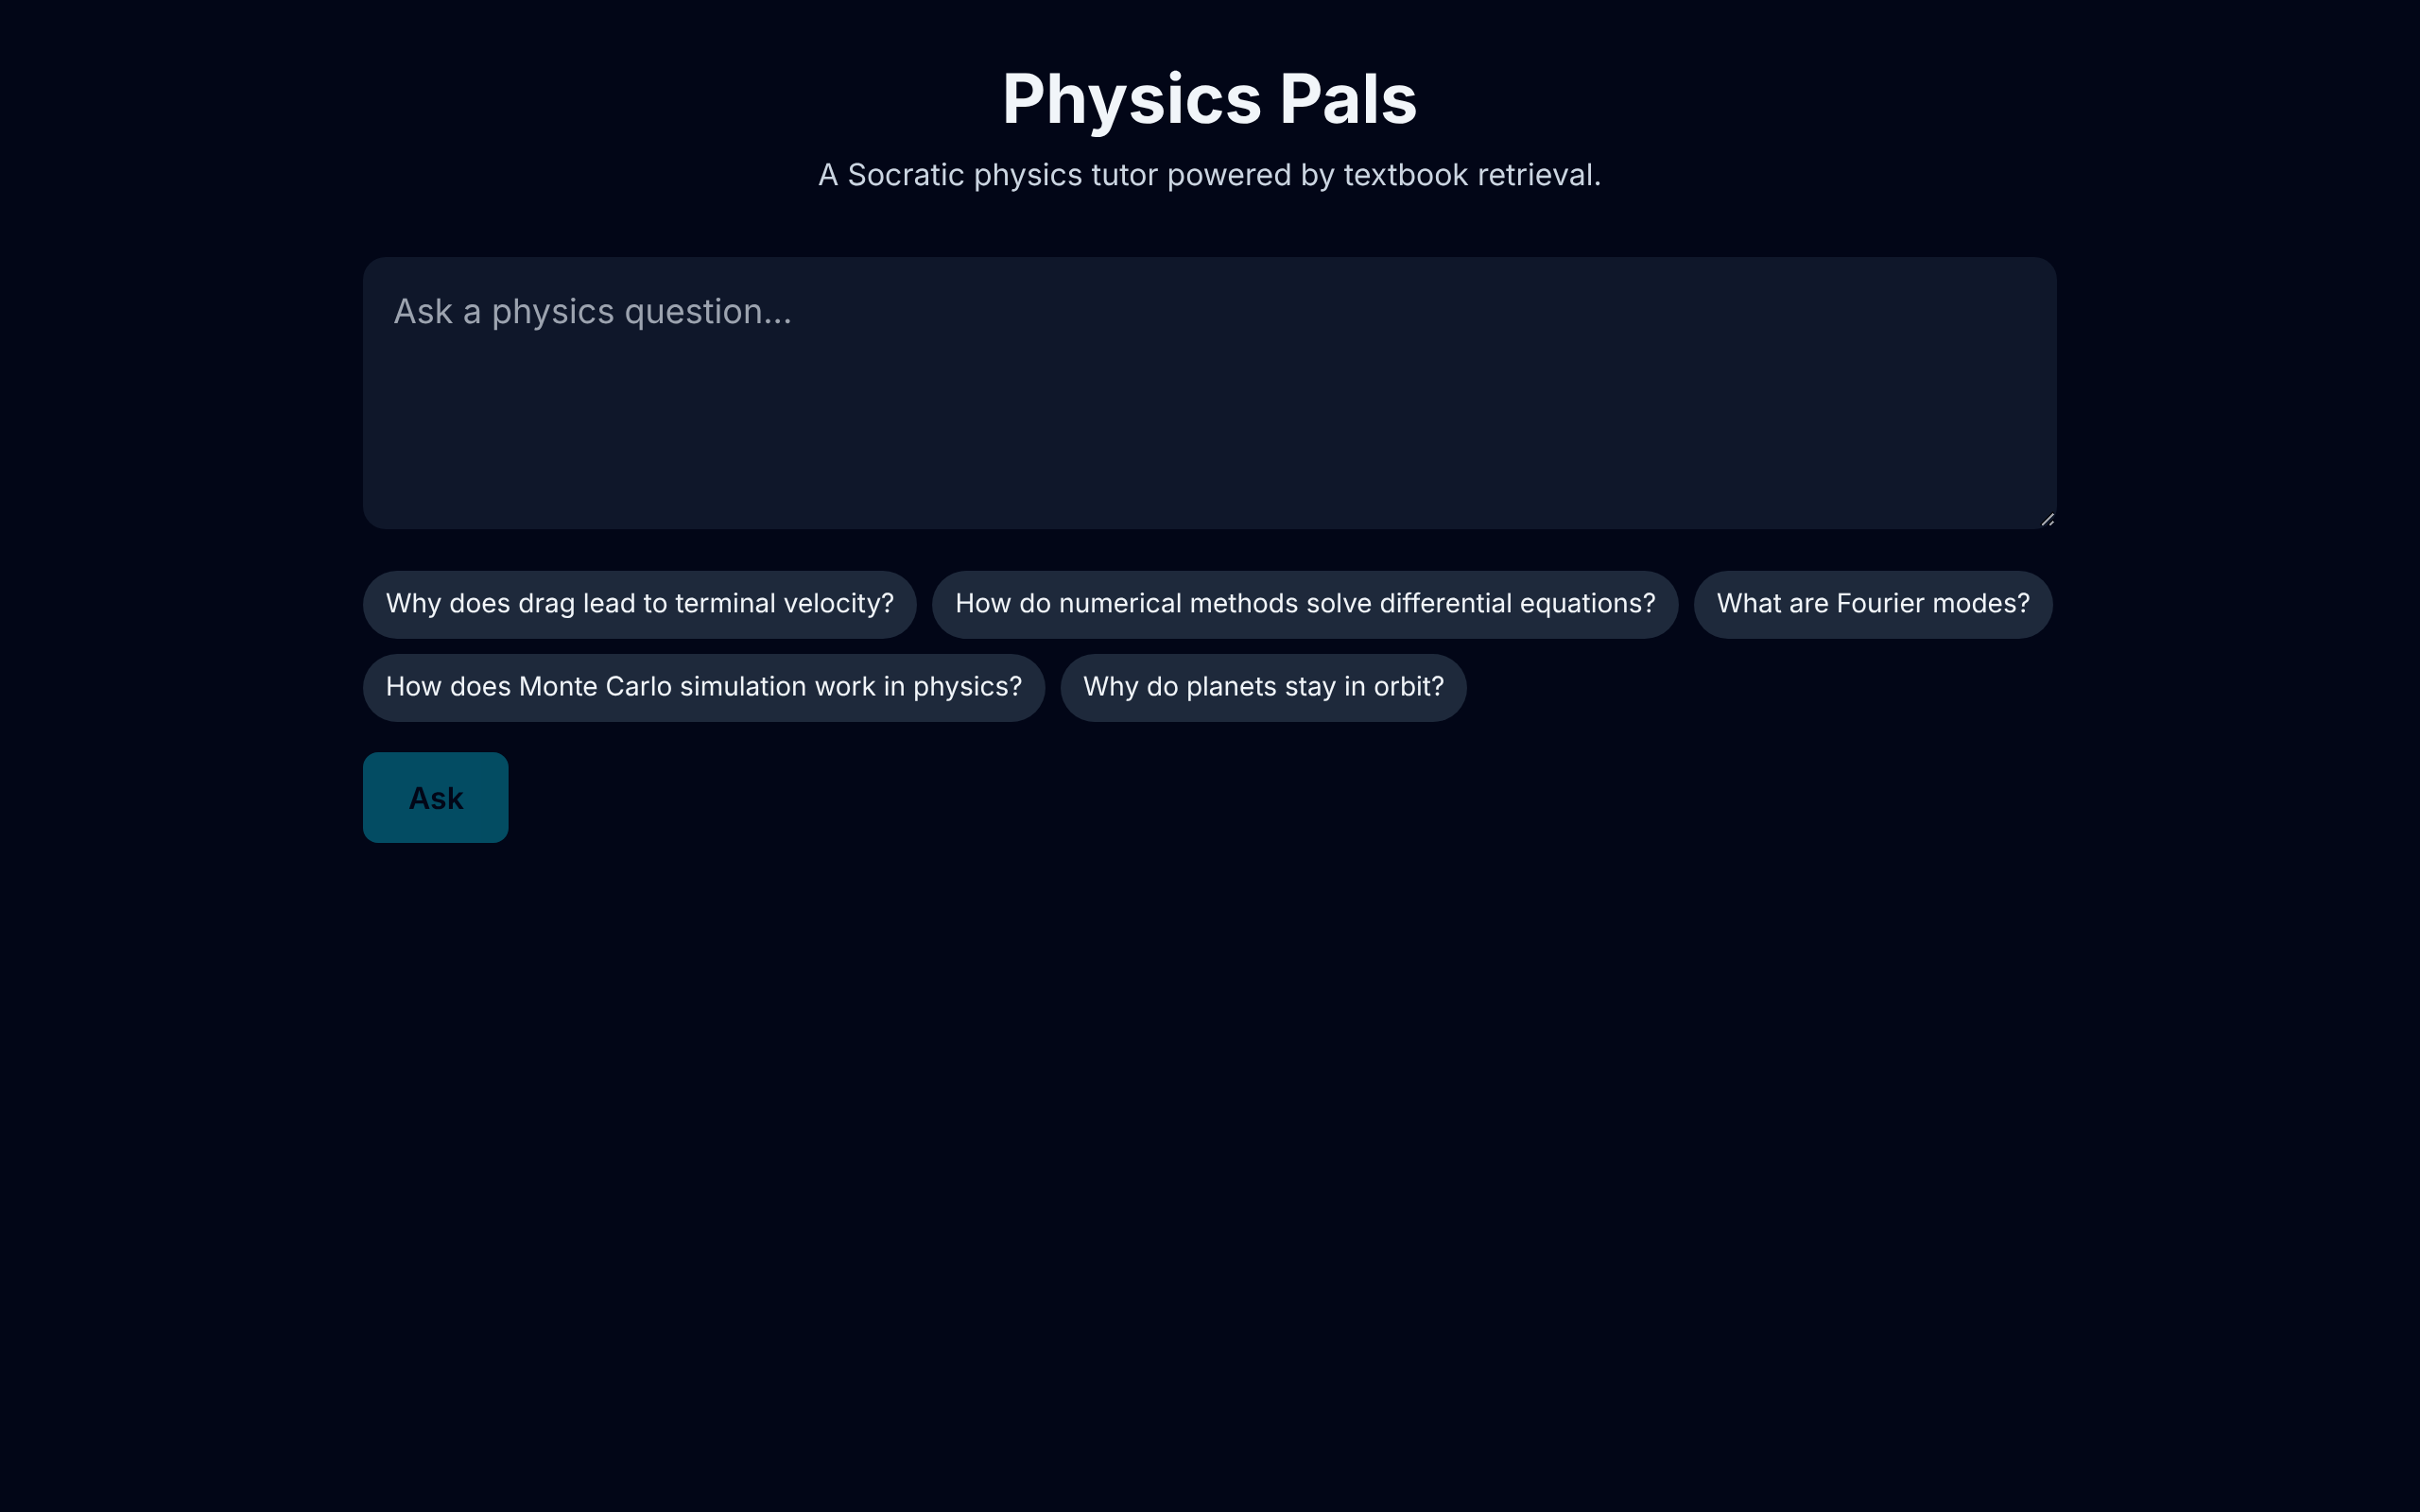 Physics Pals
A Socratic physics tutor powered by textbook retrieval.
Ask a physics question...
Why does drag lead to terminal velocity? How do numerical methods solve differential equations? What are Fourier modes?
How does Monte Carlo simulation work in physics? Why do planets stay in orbit?
Ask